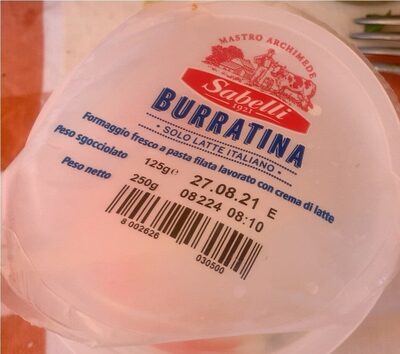 MASTRO ARCHIMEDE
Sabelli
1921
BURRATINA
• SOLO LATTE ITALIANO •
Formaggio fresco a pasta filata lavorato con crema di latte
Peso sgocciolato 125g℮ 27.08.21 E
Peso netto 250g 08224 08:10
8 002626 030500